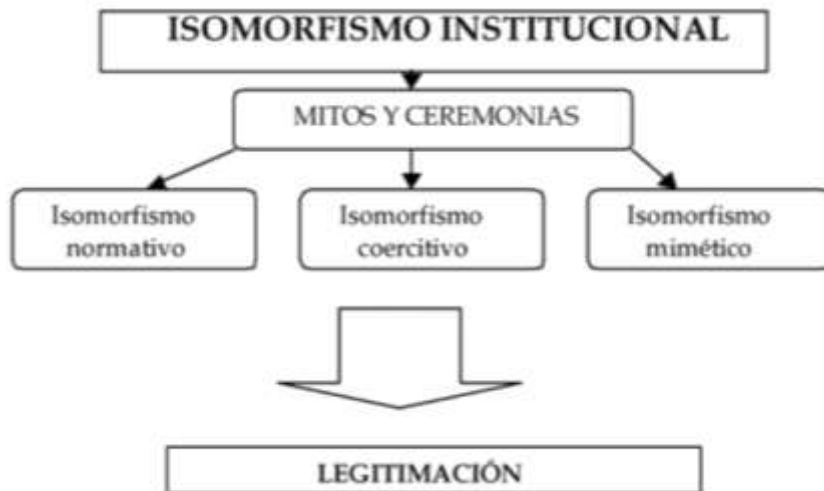 ISOMORFISMO INSTITUCIONAL
MITOS Y CEREMONIAS
Isomorfismo
normativo
Isomorfismo
coercitivo
Isomorfismo
mimético
LEGITIMACIÓN